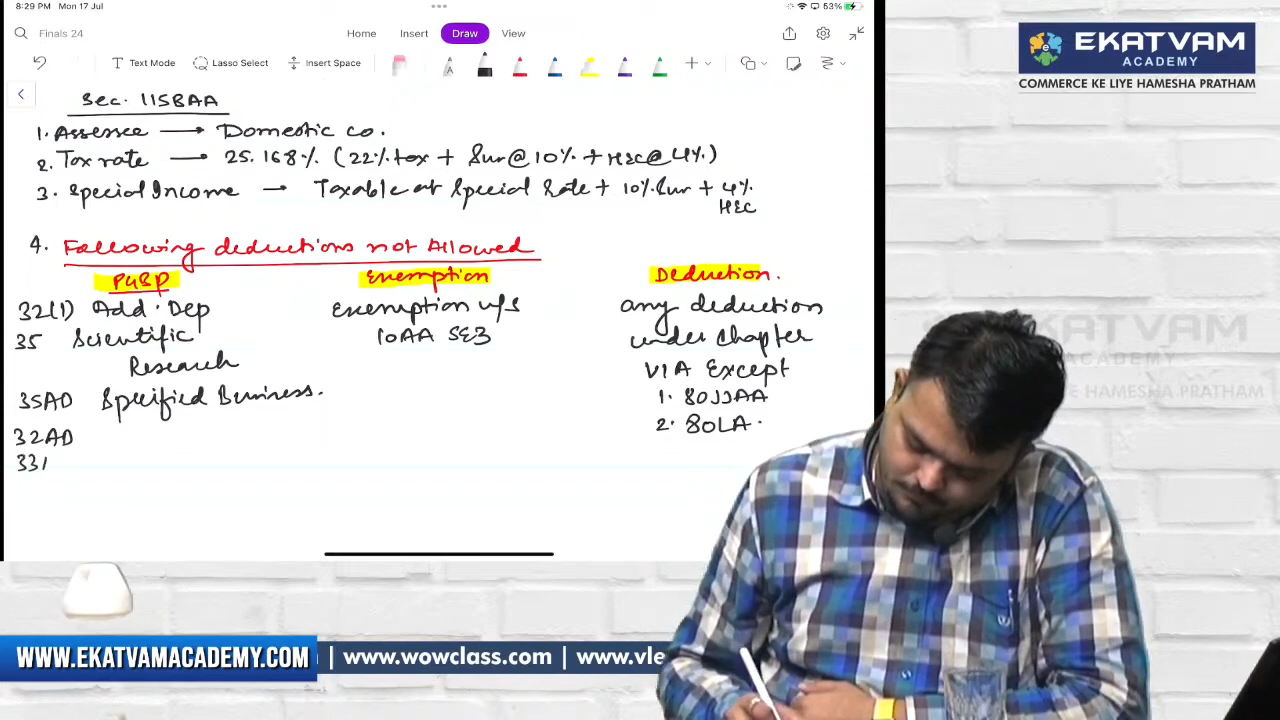 8:29 PM Mon 17 Jul
53%
Finals 24
Home Insert Draw View
Text Mode Lasso Select Insert Space
EKATVAM
ACADEMY
COMMERCE KE LIYE HAMESHA PRATHAM
Sec. 115BAA
1. Assessee → Domestic co.
2. Tax rate → 25.168% (22% tax + Sur@10% + HEC@4%)
3. Special Income → Taxable at Special Rate + 10% Sur + 4%
HEC
4. Following deductions not Allowed
PGBP Exemption Deduction.
32(1) Add. Dep
35 Scientific
Research
35AD Specified Business.
32AD
331
Exemption u/s
10AA SEZ
any deduction
under chapter
VIA Except
1. 80JJAA
2. 80LA.
EKATVAM
HAMESHA PRATHAM
WWW.EKATVAMACADEMY.COM | www.wowclass.com | www.vle